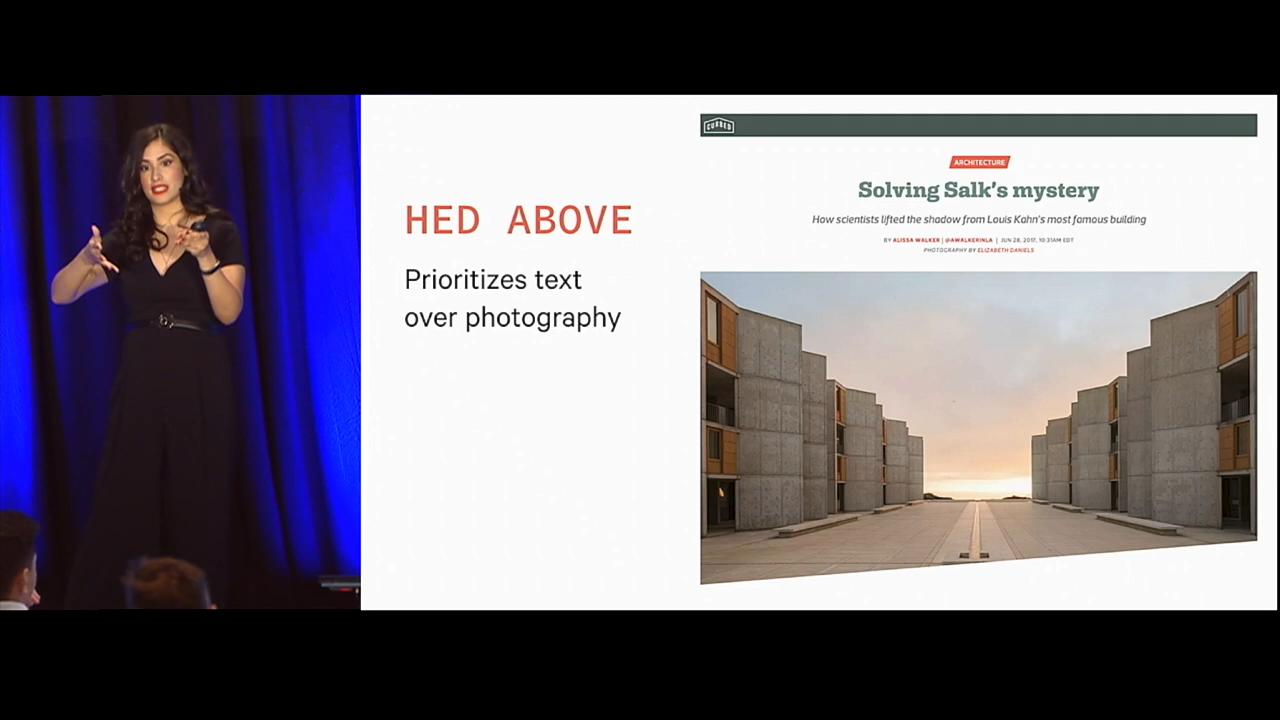 HED ABOVE
Prioritizes text
over photography
CURBED
ARCHITECTURE
Solving Salk's mystery
How scientists lifted the shadow from Louis Kahn's most famous building
BY ALISSA WALKER | @AWALKERINLA | JUN 28, 2017, 10:31AM EDT
PHOTOGRAPHY BY ELIZABETH DANIELS